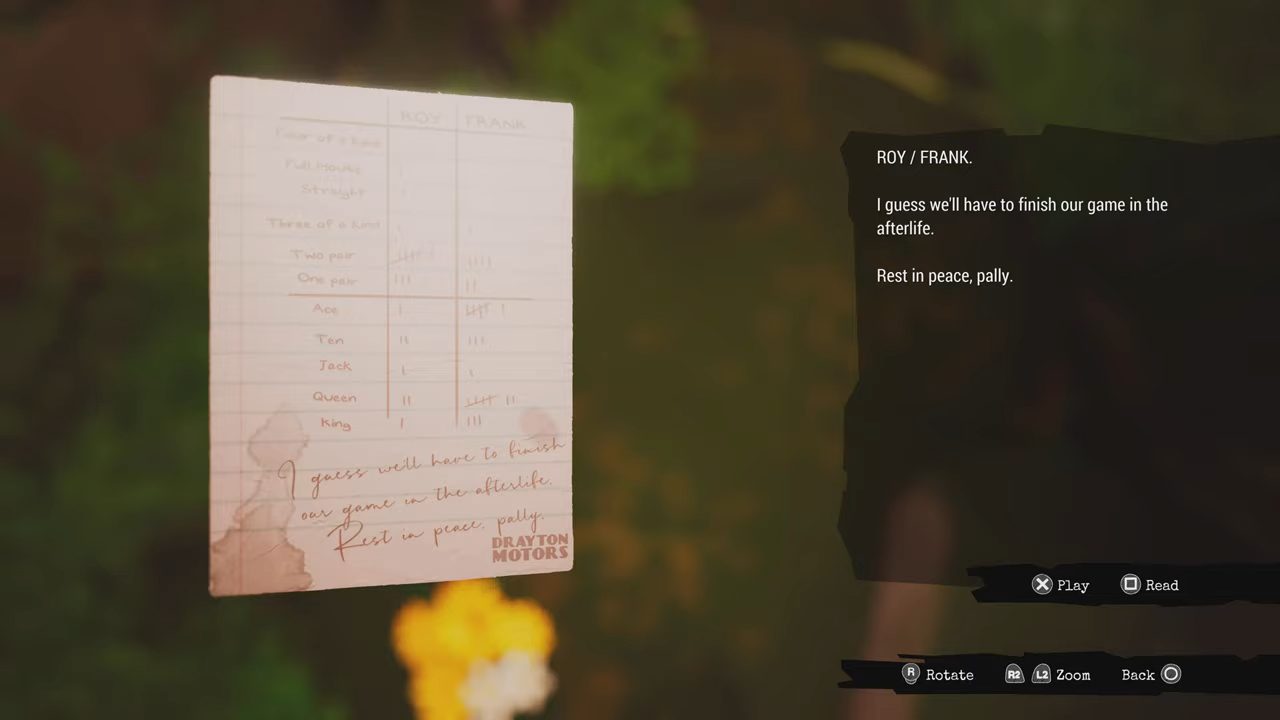 ROY FRANK
Four of a Kind
Full House
Straight
Three of a Kind
Two pair
One pair
Ace
Ten
Jack
Queen
King
I guess we'll have to finish
our game in the afterlife.
Rest in peace, pally.
DRAYTON
MOTORS
ROY / FRANK.
I guess we'll have to finish our game in the
afterlife.
Rest in peace, pally.
X Play Read
R Rotate R2 L2 Zoom Back